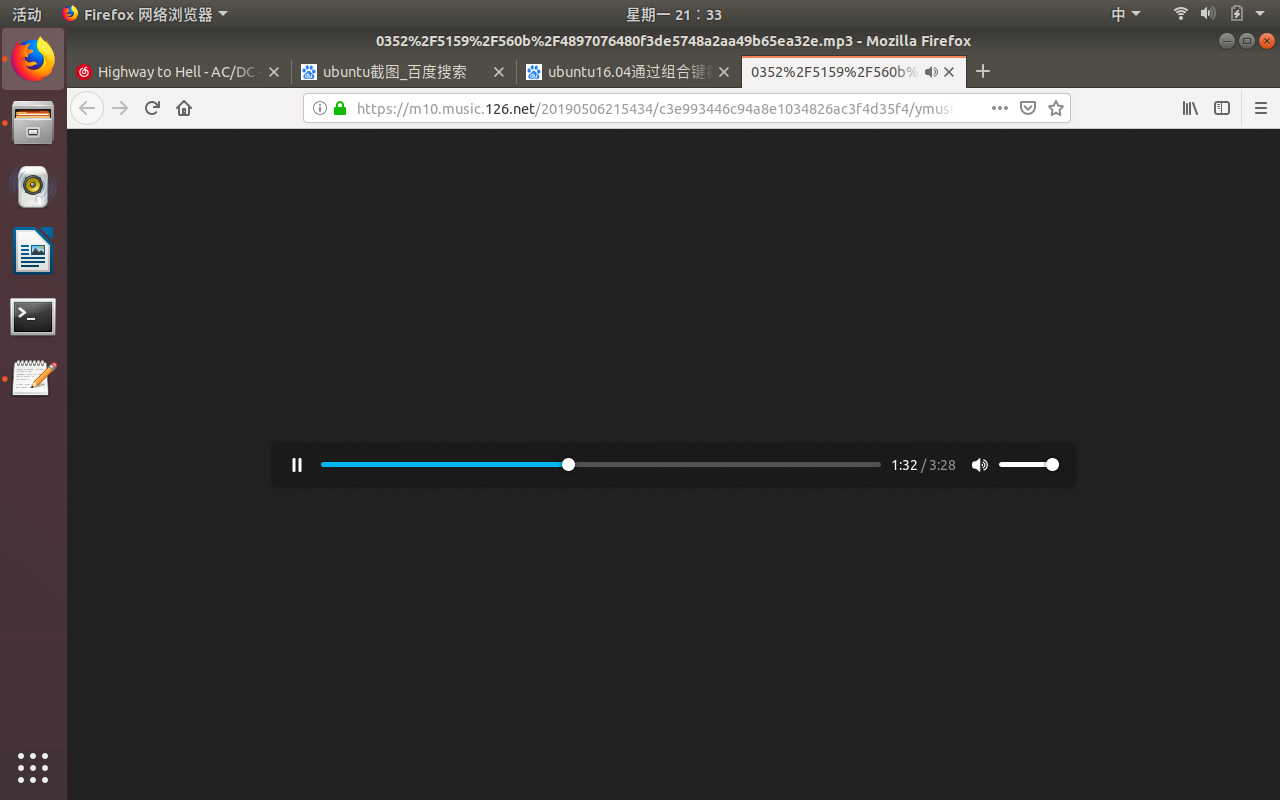 活动
Firefox 网络浏览器
星期一 21：33
中
0352%2F5159%2F560b%2F4897076480f3de5748a2aa49b65ea32e.mp3 - Mozilla Firefox
Highway to Hell - AC/DC
ubuntu截图_百度搜索
ubuntu16.04通过组合键
0352%2F5159%2F560b%
https://m10.music.126.net/20190506215434/c3e993446c94a8e1034826ac3f4d35f4/ymusi
1:32 / 3:28